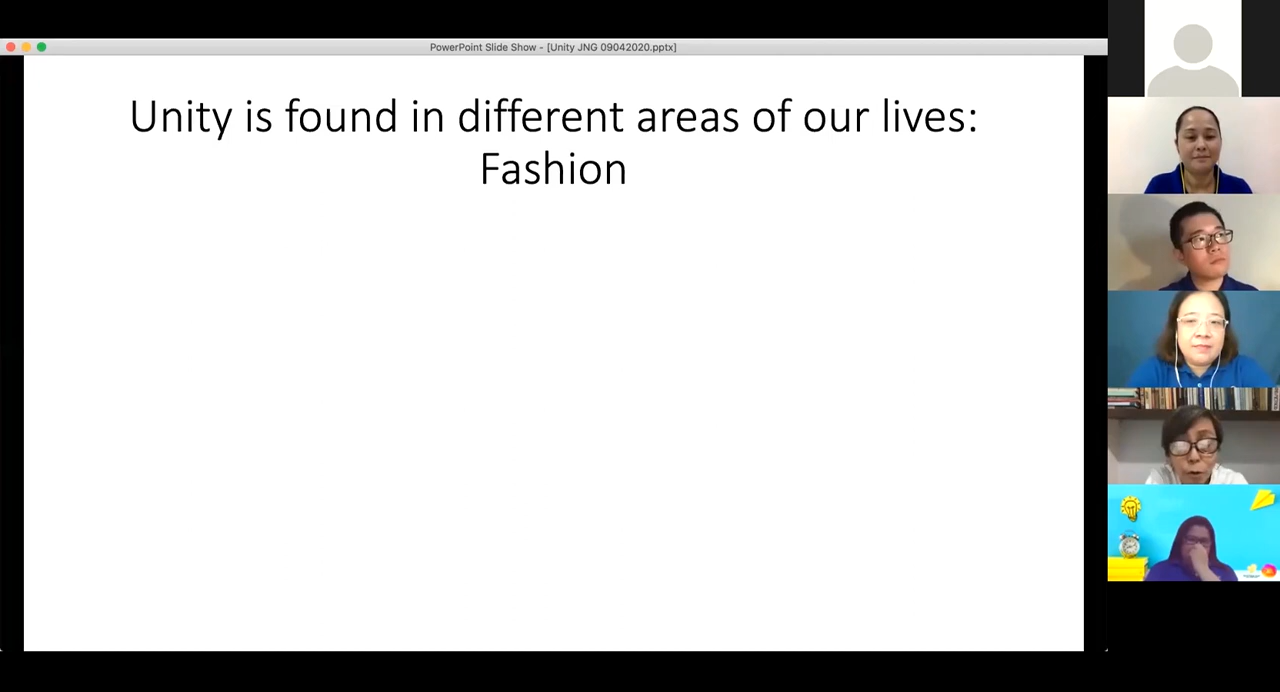 PowerPoint Slide Show - [Unity JNG 09042020.pptx]
Unity is found in different areas of our lives:
Fashion